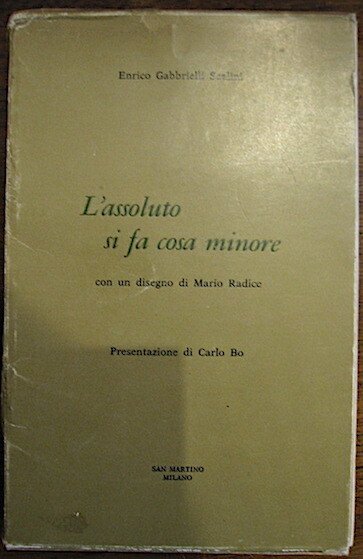 Enrico Gabbrielli Scalini
L'assoluto
si fa cosa minore
con un disegno di Mario Radice
Presentazione di Carlo Bo
SAN MARTINO
MILANO